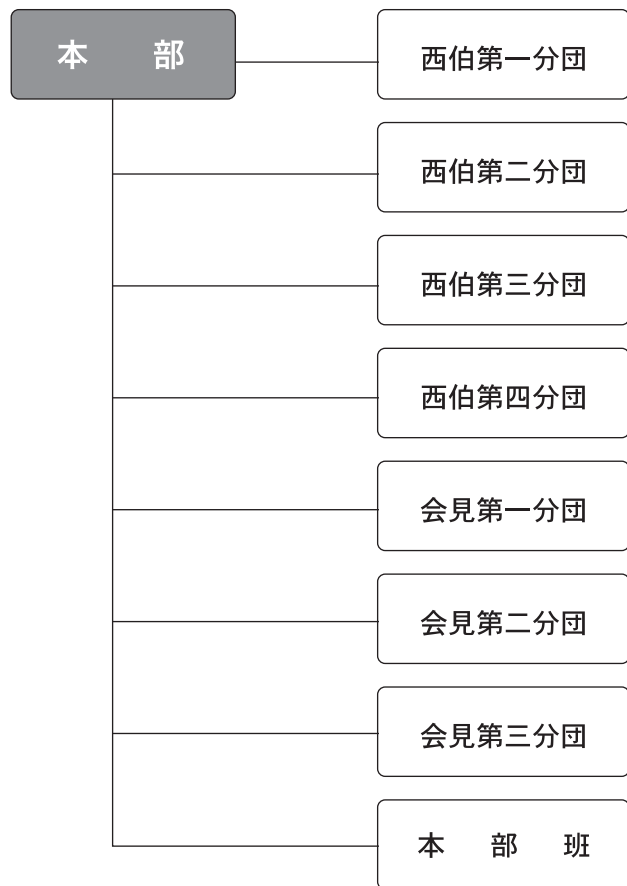 本　部
西伯第一分団
西伯第二分団
西伯第三分団
西伯第四分団
会見第一分団
会見第二分団
会見第三分団
本　部　班